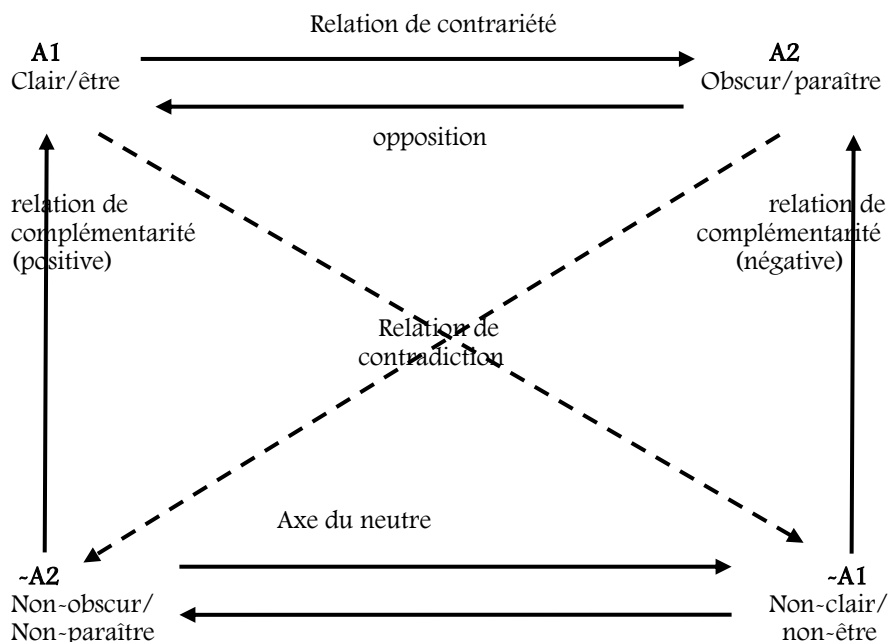 Relation de contrariété
A1
Clair/être
A2
Obscur/paraître
opposition
relation de
complémentarité
(positive)
relation de
complémentarité
(négative)
Relation de
contradiction
Axe du neutre
~A2
Non-obscur/
Non-paraître
~A1
Non-clair/
non-être